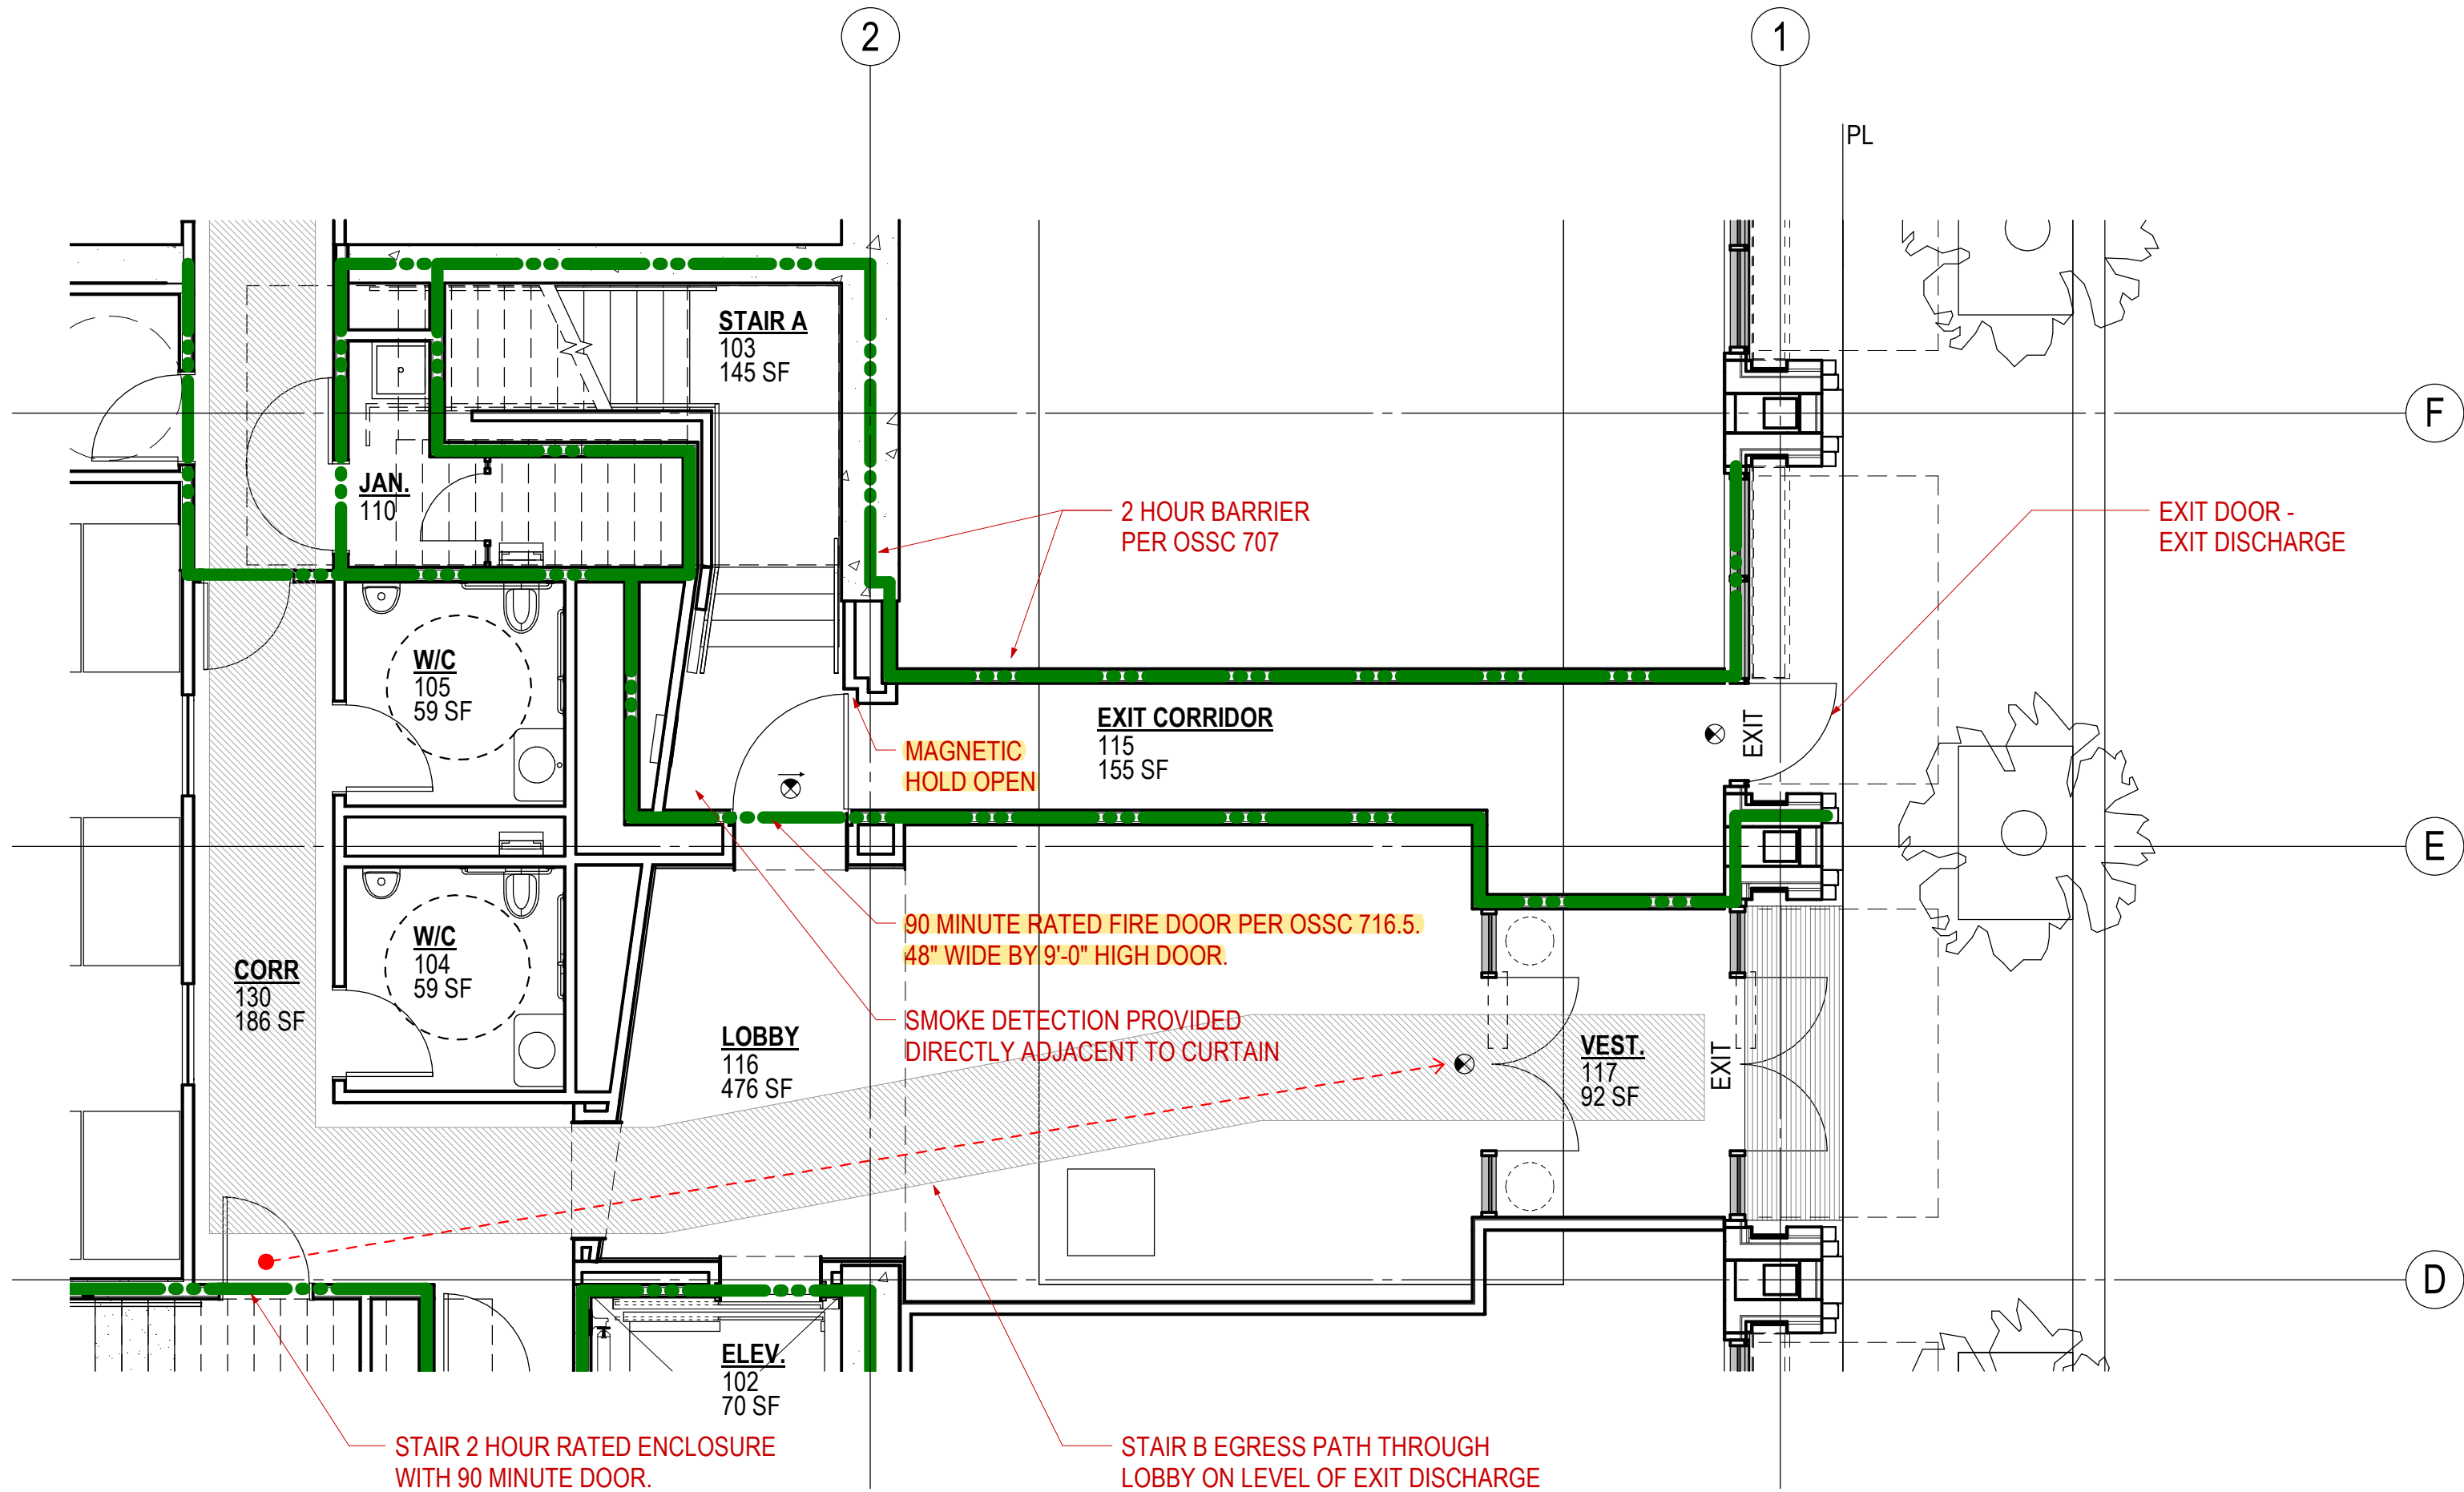 2
1
PL
STAIR A
103
145 SF
F
JAN.
110
2 HOUR BARRIER
PER OSSC 707
EXIT DOOR -
EXIT DISCHARGE
W/C
105
59 SF
EXIT CORRIDOR
115
155 SF
EXIT
MAGNETIC
HOLD OPEN
E
90 MINUTE RATED FIRE DOOR PER OSSC 716.5.
48" WIDE BY 9'-0" HIGH DOOR.
W/C
104
59 SF
CORR
130
186 SF
SMOKE DETECTION PROVIDED
DIRECTLY ADJACENT TO CURTAIN
LOBBY
116
476 SF
VEST.
117
92 SF
EXIT
D
ELEV.
102
70 SF
STAIR 2 HOUR RATED ENCLOSURE
WITH 90 MINUTE DOOR.
STAIR B EGRESS PATH THROUGH
LOBBY ON LEVEL OF EXIT DISCHARGE